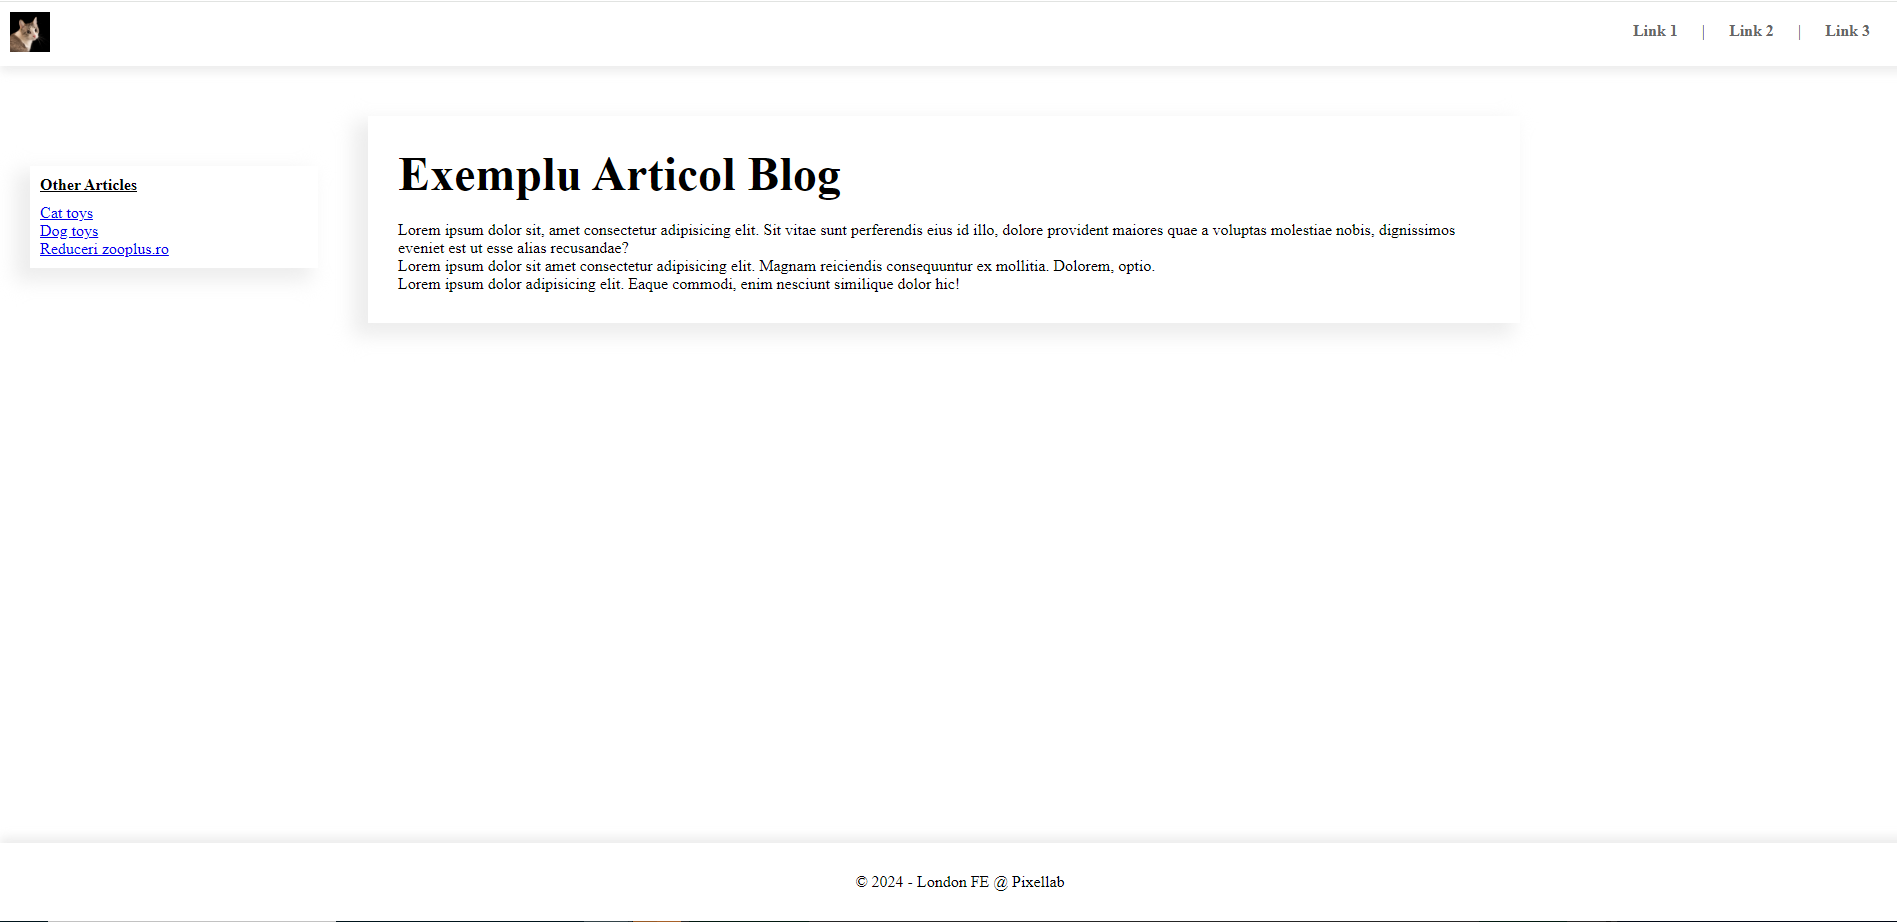 Link 1 | Link 2 | Link 3
Other Articles
Cat toys
Dog toys
Reduceri zooplus.ro
Exemplu Articol Blog
Lorem ipsum dolor sit, amet consectetur adipisicing elit. Sit vitae sunt perferendis eius id illo, dolore provident maiores quae a voluptas molestiae nobis, dignissimos
eveniet est ut esse alias recusandae?
Lorem ipsum dolor sit amet consectetur adipisicing elit. Magnam reiciendis consequuntur ex mollitia. Dolorem, optio.
Lorem ipsum dolor adipisicing elit. Eaque commodi, enim nesciunt similique dolor hic!
© 2024 - London FE @ Pixellab